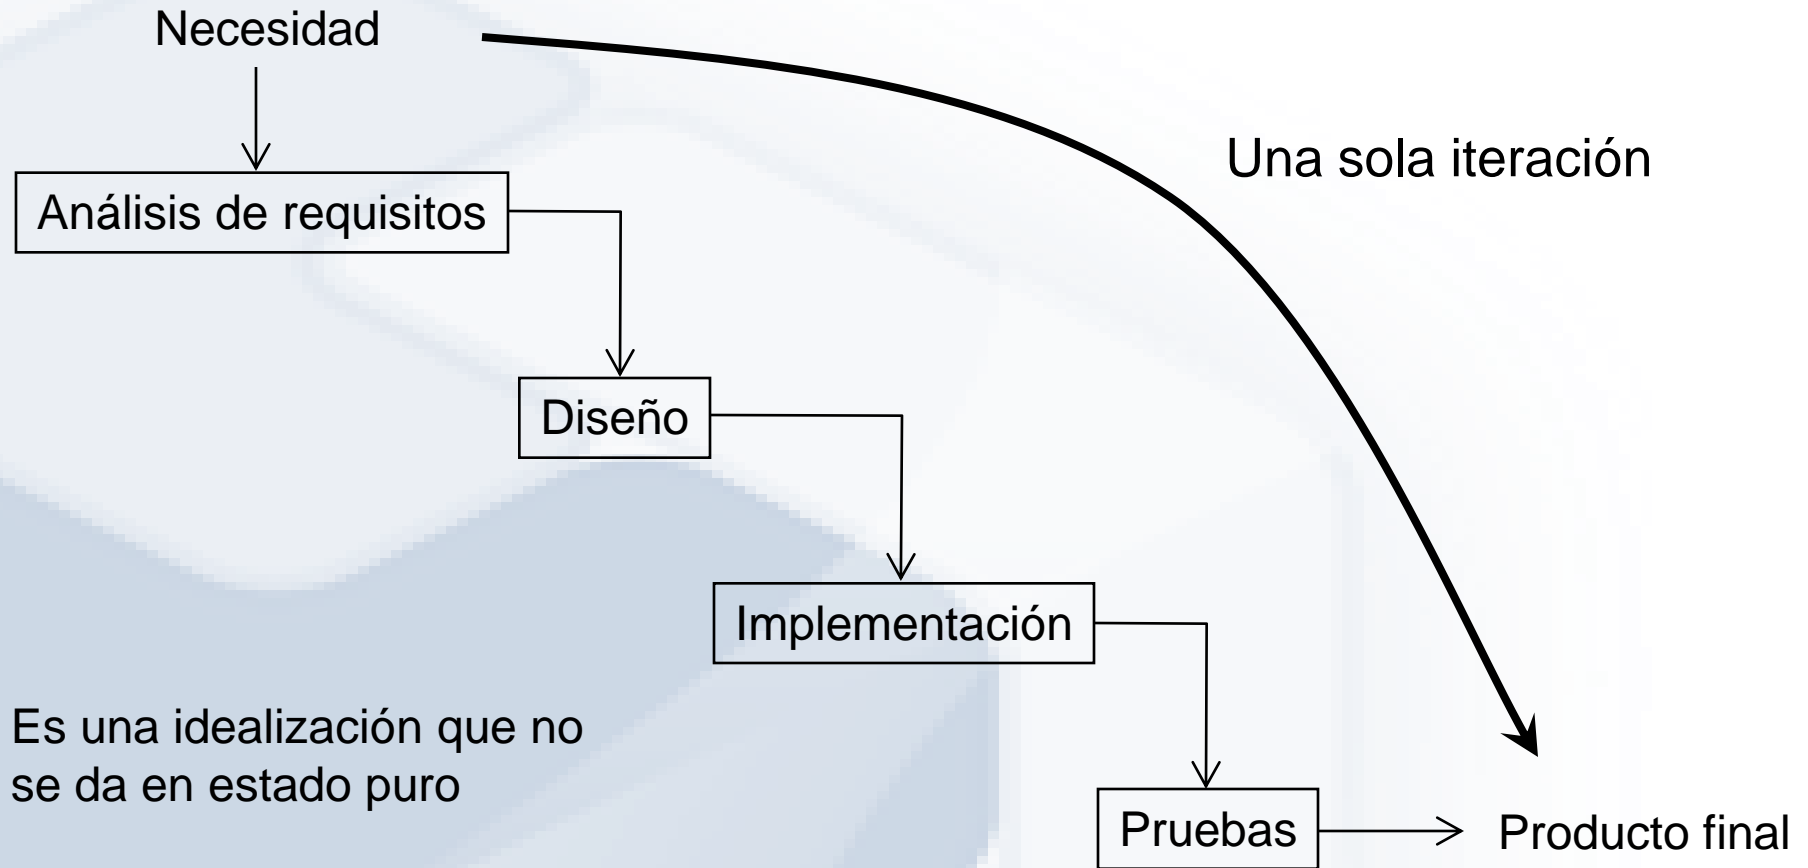 Necesidad
Una sola iteración
Análisis de requisitos
Diseño
Implementación
Es una idealización que no
se da en estado puro
Pruebas
Producto final